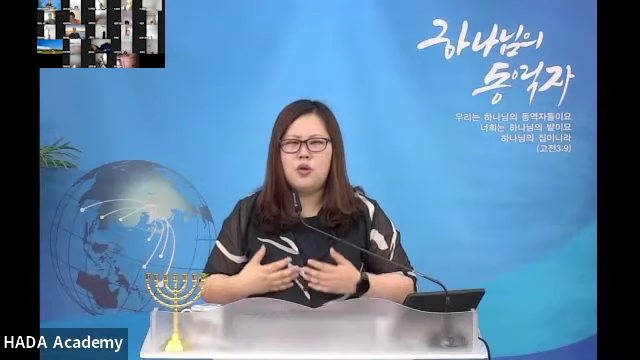 하나님의
동역자
우리는 하나님의 동역자들이요
너희는 하나님의 밭이요
하나님의 집이니라
(고전3:9)
HADA Academy